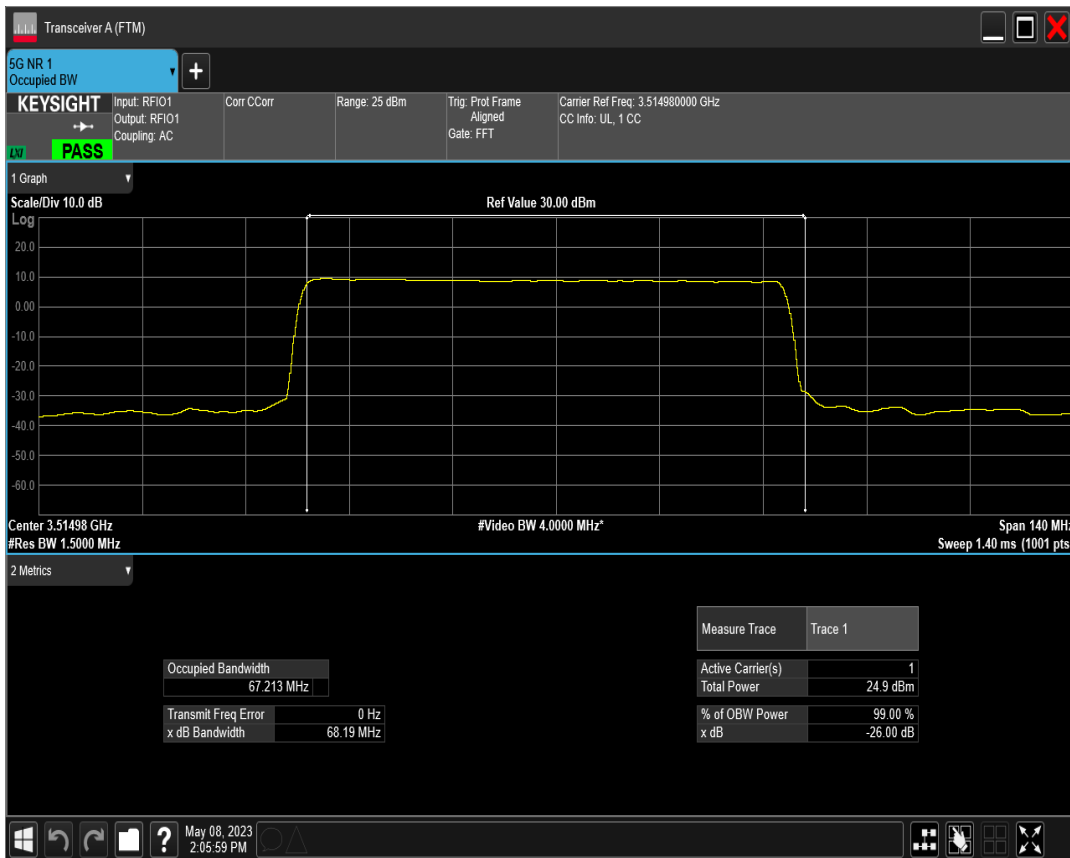 Transceiver A (FTM)
5G NR 1
Occupied BW
+
KEYSIGHT
LXI
PASS
Input: RFIO1
Output: RFIO1
Coupling: AC
Corr CCorr
Range: 25 dBm
Trig: Prot Frame
Aligned
Gate: FFT
Carrier Ref Freq: 3.514980000 GHz
CC Info: UL, 1 CC
1 Graph
Scale/Div 10.0 dB
Ref Value 30.00 dBm
Log
20.0
10.0
0.00
-10.0
-20.0
-30.0
-40.0
-50.0
-60.0
Center 3.51498 GHz
#Video BW 4.0000 MHz*
Span 140 MHz
#Res BW 1.5000 MHz
Sweep 1.40 ms (1001 pts
2 Metrics
Measure Trace Trace 1
Occupied Bandwidth
67.213 MHz
Active Carrier(s) 1
Total Power 24.9 dBm
Transmit Freq Error 0 Hz
x dB Bandwidth 68.19 MHz
% of OBW Power 99.00 %
x dB -26.00 dB
?
May 08, 2023
2:05:59 PM